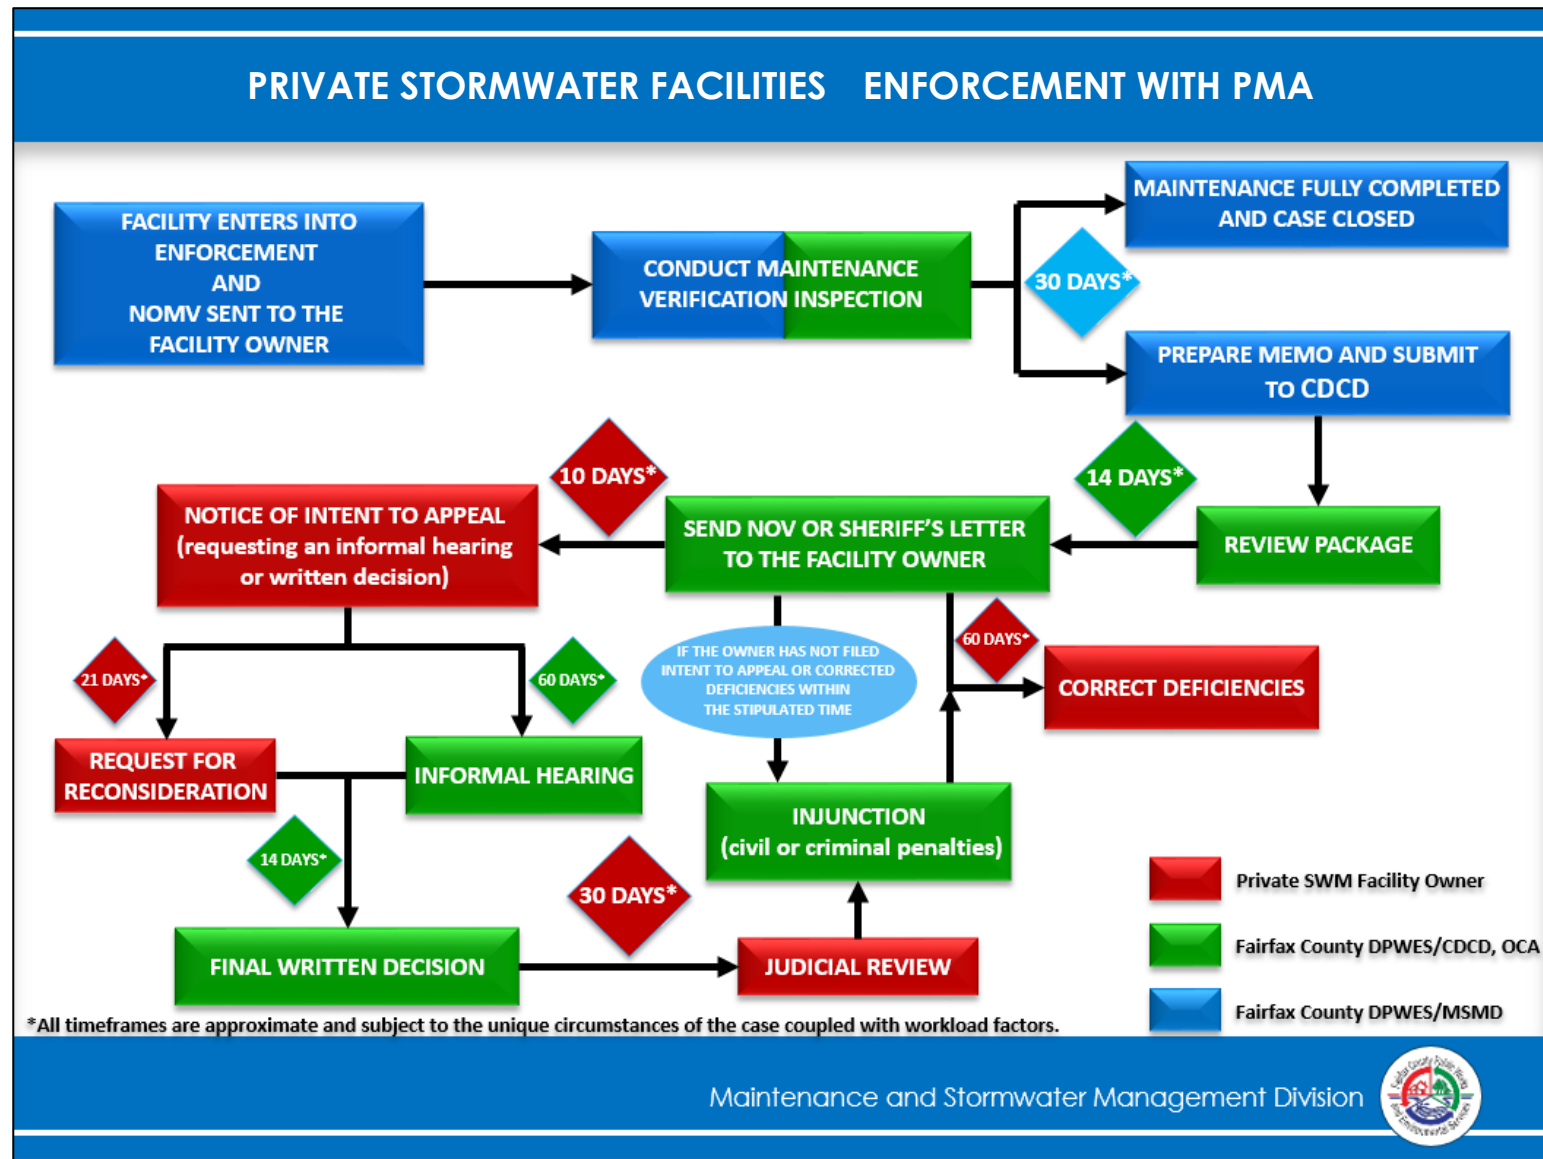 PRIVATE STORMWATER FACILITIES ENFORCEMENT WITH PMA
FACILITY ENTERS INTO
ENFORCEMENT
AND
NOMV SENT TO THE
FACILITY OWNER
CONDUCT MAINTENANCE
VERIFICATION INSPECTION
MAINTENANCE FULLY COMPLETED
AND CASE CLOSED
30 DAYS*
PREPARE MEMO AND SUBMIT
TO CDCD
14 DAYS*
REVIEW PACKAGE
SEND NOV OR SHERIFF'S LETTER
TO THE FACILITY OWNER
10 DAYS*
NOTICE OF INTENT TO APPEAL
(requesting an informal hearing
or written decision)
21 DAYS*
60 DAYS*
IF THE OWNER HAS NOT FILED
INTENT TO APPEAL OR CORRECTED
DEFICIENCIES WITHIN
THE STIPULATED TIME
60 DAYS*
CORRECT DEFICIENCIES
REQUEST FOR
RECONSIDERATION
INFORMAL HEARING
INJUNCTION
(civil or criminal penalties)
14 DAYS*
30 DAYS*
FINAL WRITTEN DECISION
JUDICIAL REVIEW
Private SWM Facility Owner
Fairfax County DPWES/CDCD, OCA
Fairfax County DPWES/MSMD
*All timeframes are approximate and subject to the unique circumstances of the case coupled with workload factors.
Maintenance and Stormwater Management Division
Fairfax County Public Works
and Environmental Services